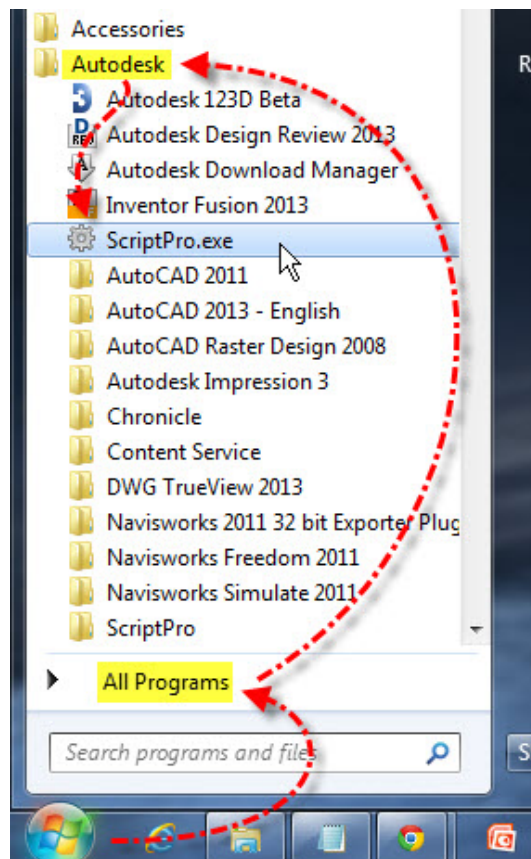 Accessories
Autodesk
R
Autodesk 123D Beta
Autodesk Design Review 2013
Autodesk Download Manager
Inventor Fusion 2013
ScriptPro.exe
AutoCAD 2011
AutoCAD 2013 - English
AutoCAD Raster Design 2008
Autodesk Impression 3
Chronicle
Content Service
DWG TrueView 2013
Navisworks 2011 32 bit Exporter Plug
Navisworks Freedom 2011
Navisworks Simulate 2011
ScriptPro
All Programs
Search programs and files
S